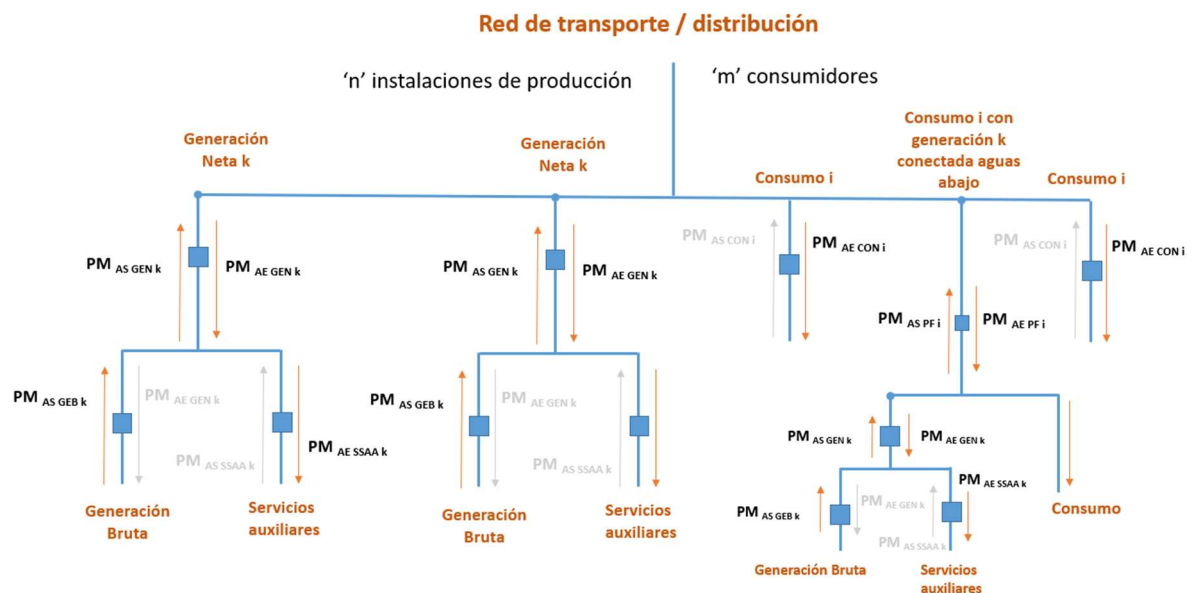 Red de transporte / distribución
‘n’ instalaciones de producción
‘m’ consumidores
Generación
Neta k
Generación
Neta k
Consumo i
Consumo i con
generación k
conectada aguas
abajo
Consumo i
PM AS GEN k
PM AE GEN k
PM AS GEN k
PM AE GEN k
PM AS CON i
PM AE CON i
PM AS CON i
PM AE CON i
PM AS PF i
PM AE PF i
PM AS GEB k
PM AE GEN k
PM AS SSAA k
PM AE SSAA k
PM AS GEB k
PM AE GEN k
PM AS SSAA k
PM AS GEN k
PM AE GEN k
PM AS GEB k
PM AE GEN k
PM AS SSAA k
PM AE SSAA k
Generación
Bruta
Servicios
auxiliares
Generación
Bruta
Servicios
auxiliares
Generación Bruta
Servicios
auxiliares
Consumo